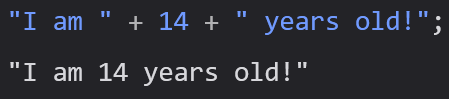 "I am " + 14 + " years old!";
"I am 14 years old!"